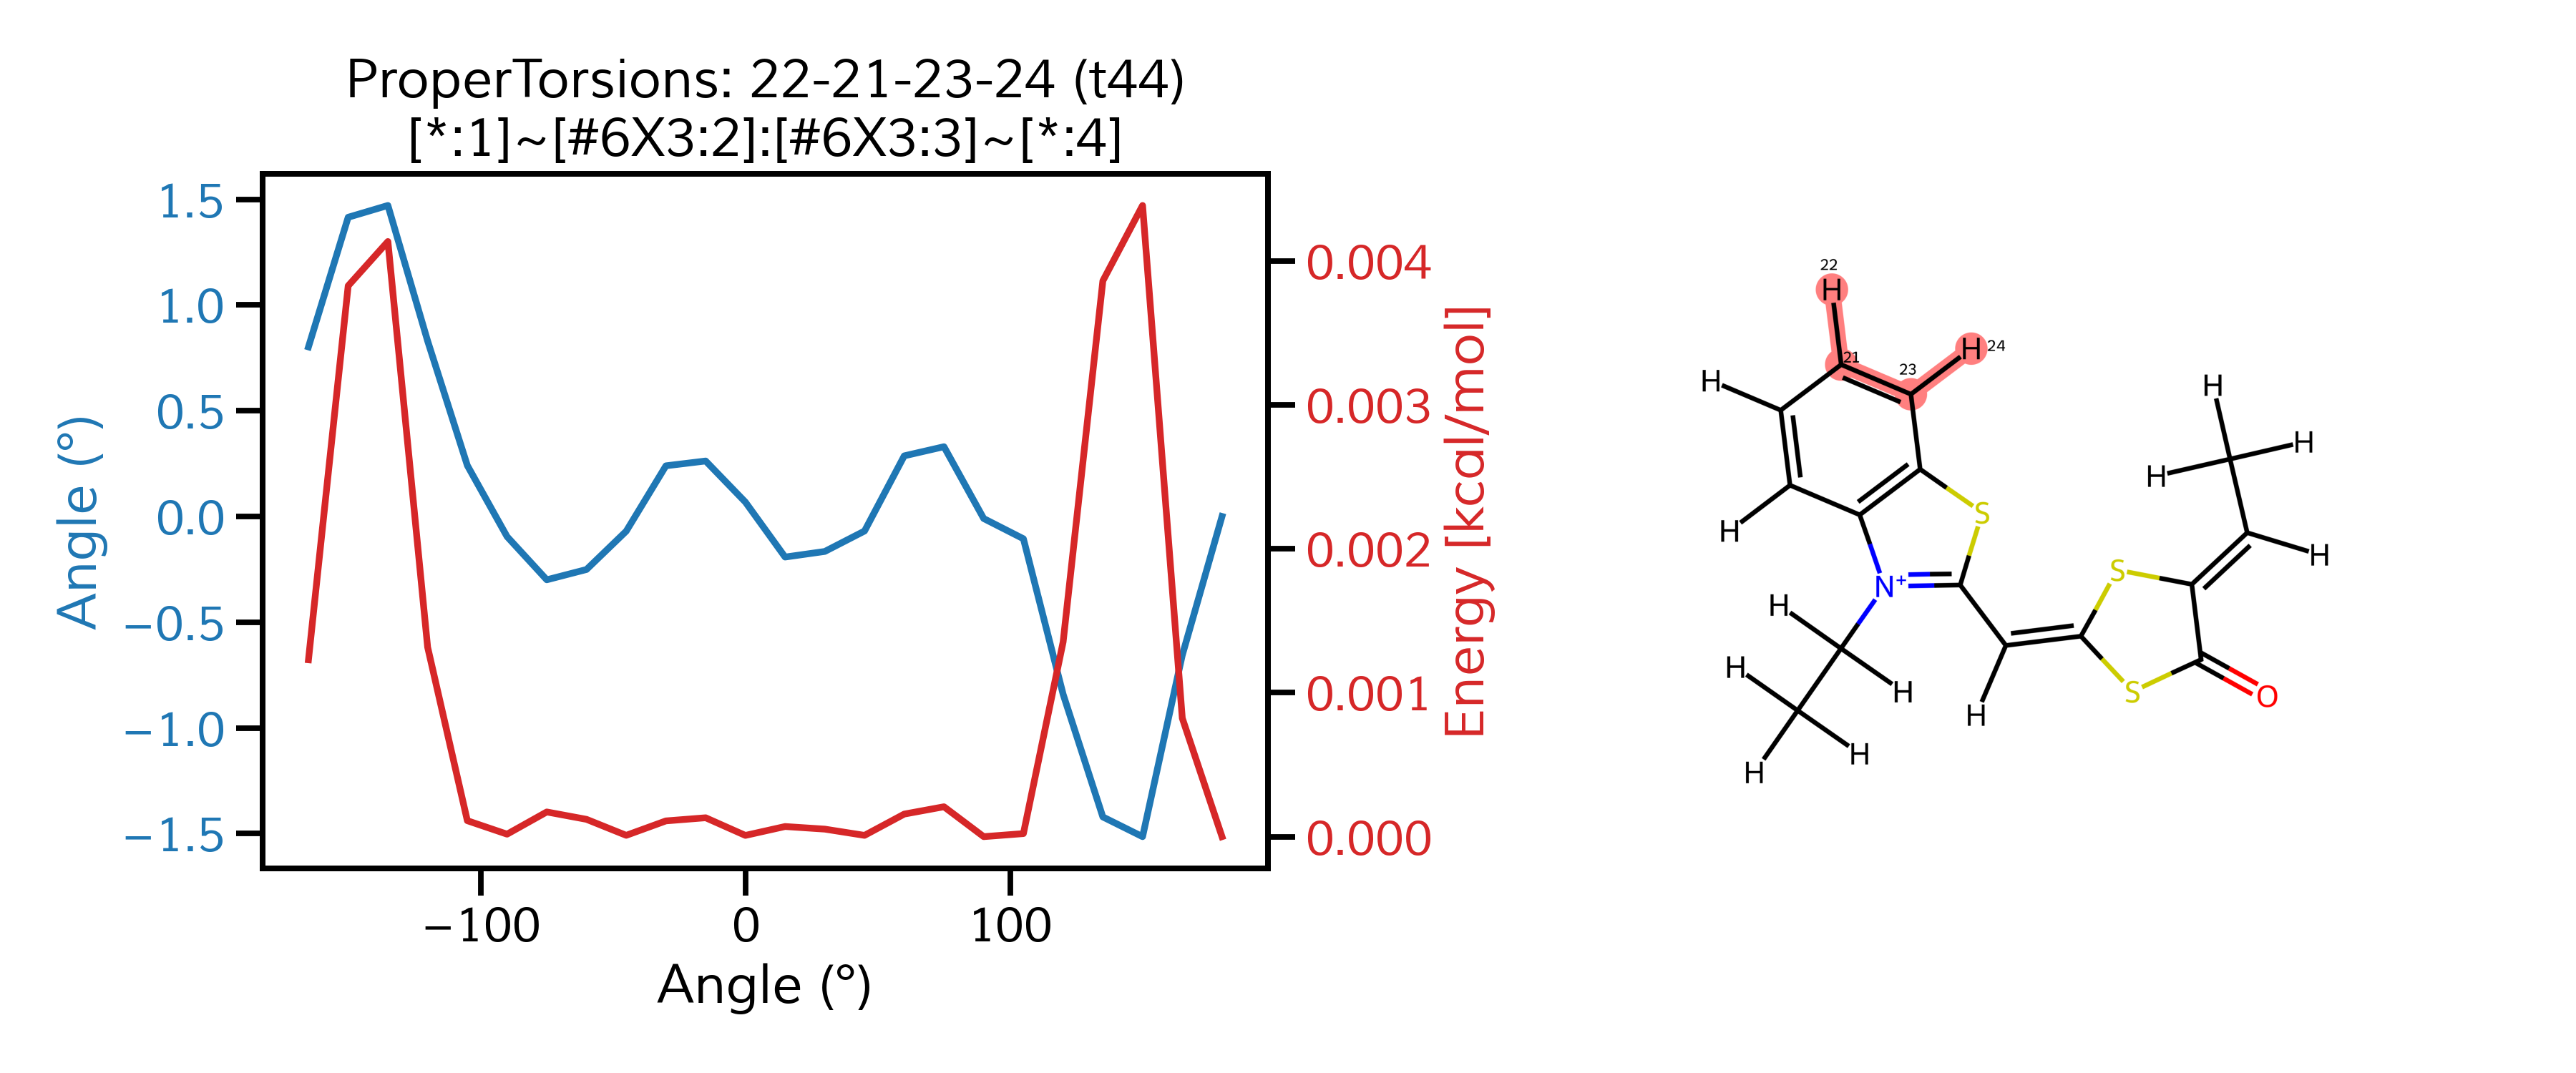 ProperTorsions: 22-21-23-24 (t44)
[*:1]~[#6X3:2]:[#6X3:3]~[*:4]
1.5
1.0
0.5
0.0
−0.5
−1.0
−1.5
Angle (°)
0.004
0.003
0.002
0.001
0.000
Energy [kcal/mol]
−100
0
100
Angle (°)
22
H
21
23
H
24
H
H
H
H
H
H
S
S
N+
H
H
H
S
O
H
H
H
H